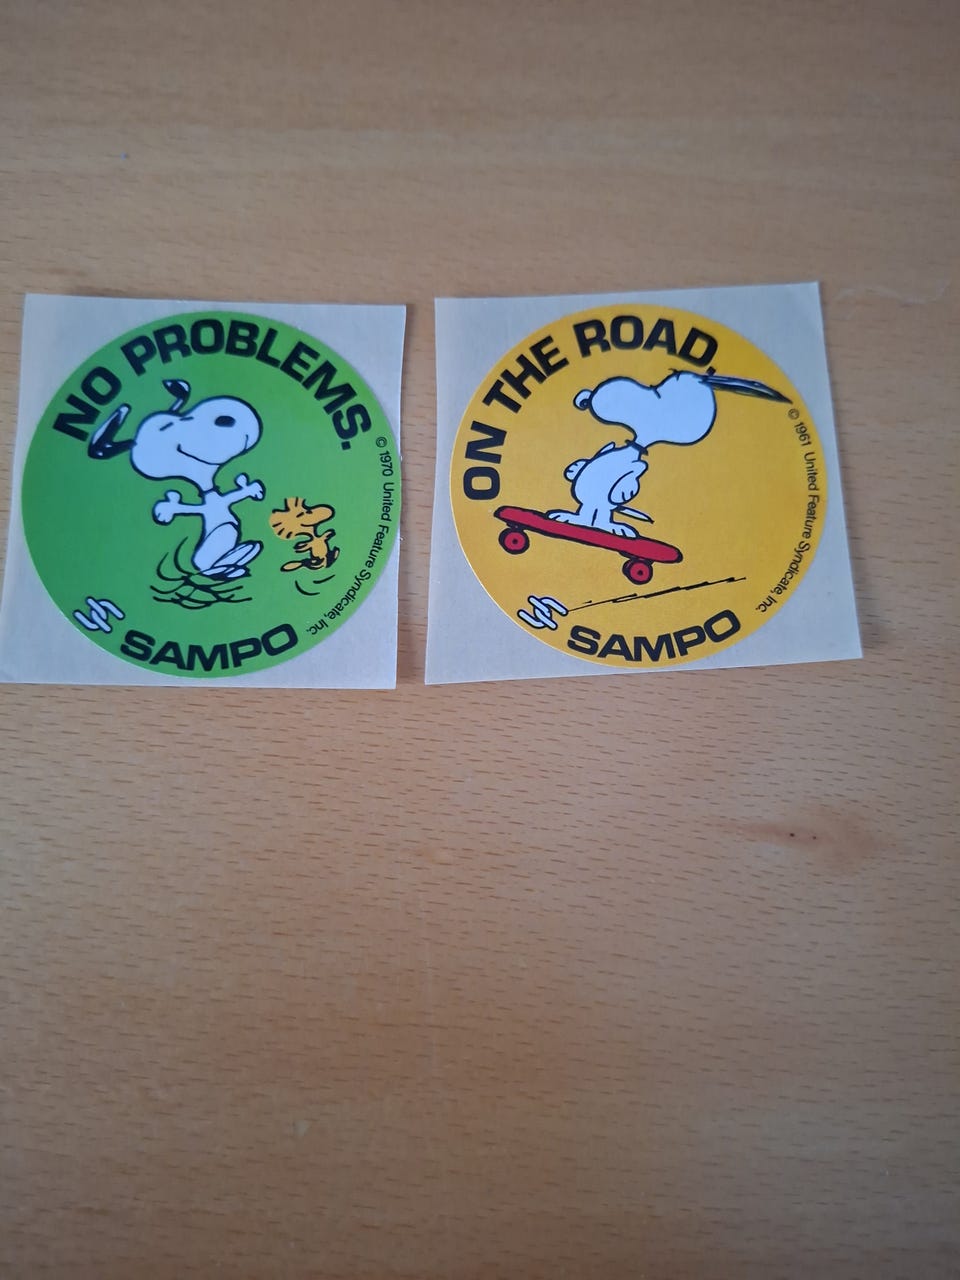 NO PROBLEMS.
© 1970 United Feature Syndicate, Inc.
SAMPO
ON THE ROAD.
© 1961 United Feature Syndicate, Inc.
SAMPO